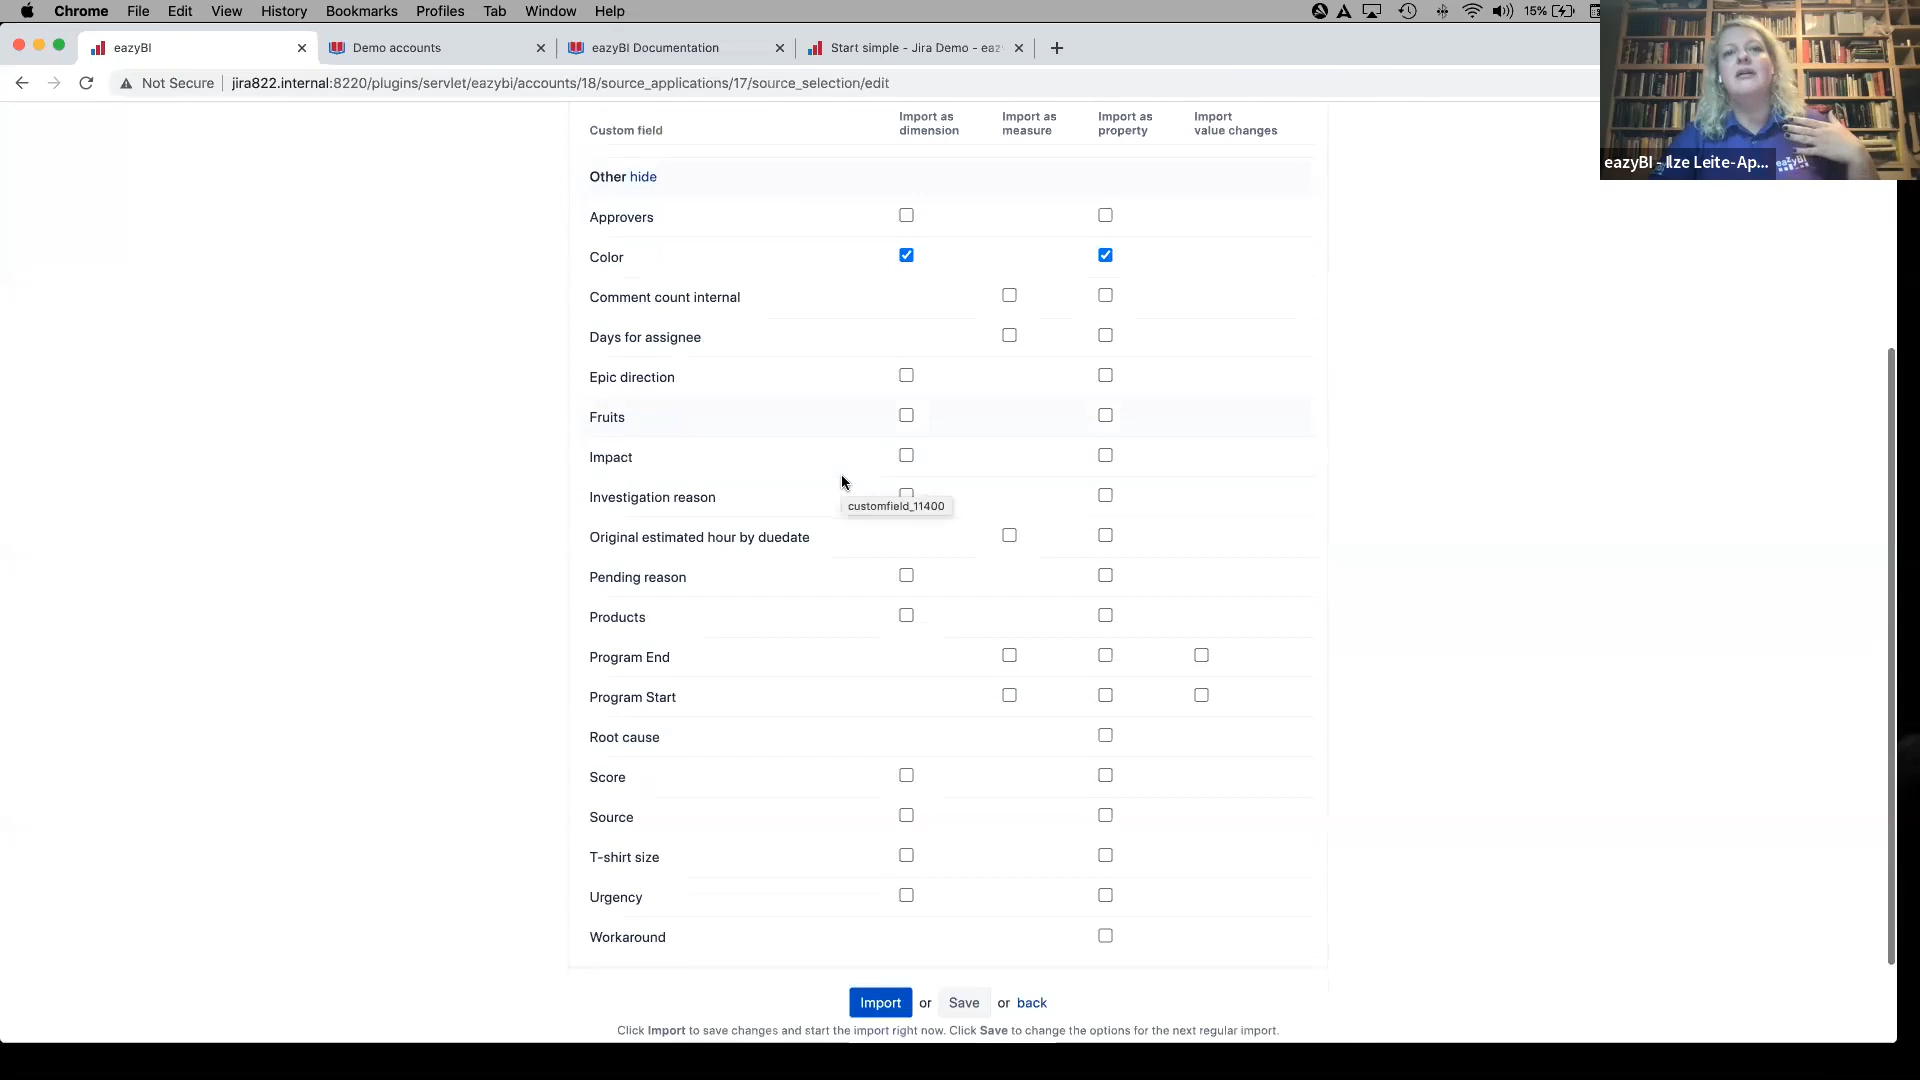 Chrome File Edit View History Bookmarks Profiles Tab Window Help 15%
eazyBI Demo accounts eazyBI Documentation Start simple - Jira Demo - eaz
Not Secure jira822.internal:8220/plugins/servlet/eazybi/accounts/18/source_applications/17/source_selection/edit
eazyBI - Ilze Leite-Ap...
eazyBI
Custom field Import as dimension Import as measure Import as property Import value changes
Other hide
Approvers
Color
Comment count internal
Days for assignee
Epic direction
Fruits
Impact
Investigation reason
customfield_11400
Original estimated hour by duedate
Pending reason
Products
Program End
Program Start
Root cause
Score
Source
T-shirt size
Urgency
Workaround
Import or Save or back
Click Import to save changes and start the import right now. Click Save to change the options for the next regular import.